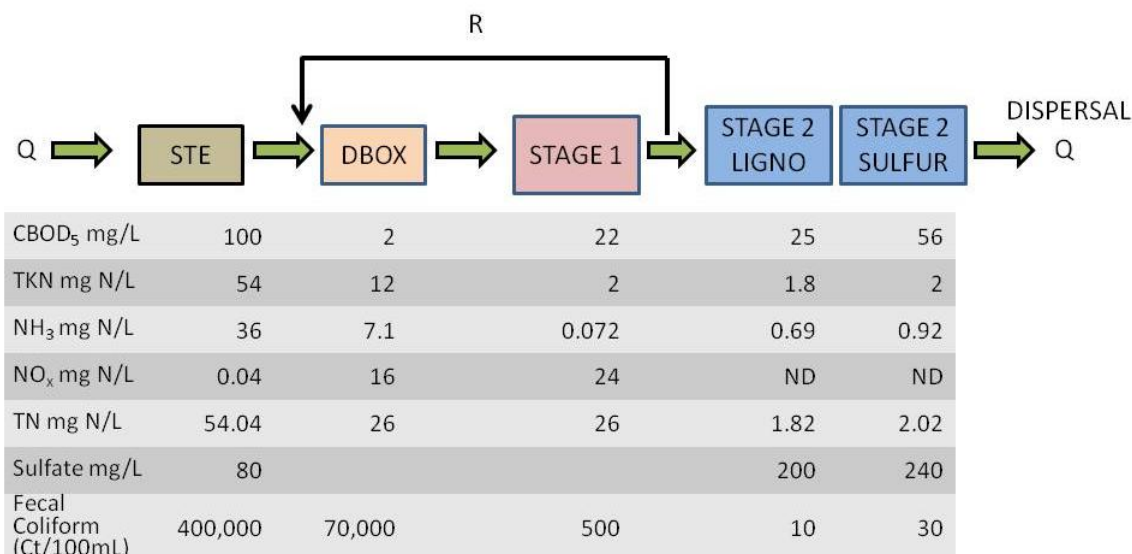 R
DISPERSAL
Q STE DBOX STAGE 1 STAGE 2 LIGNO STAGE 2 SULFUR Q
CBOD₅ mg/L 100 2 22 25 56
TKN mg N/L 54 12 2 1.8 2
NH₃ mg N/L 36 7.1 0.072 0.69 0.92
NOₓ mg N/L 0.04 16 24 ND ND
TN mg N/L 54.04 26 26 1.82 2.02
Sulfate mg/L 80 200 240
Fecal
Coliform 400,000 70,000 500 10 30
(Ct/100mL)